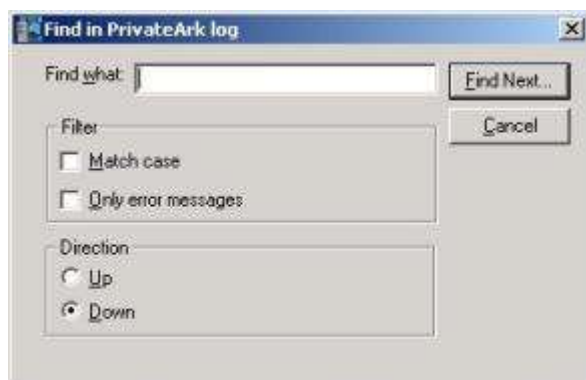 Find in PrivateArk log
Find what:
Find Next...
Filter
Cancel
Match case
Only error messages
Direction
Up
Down